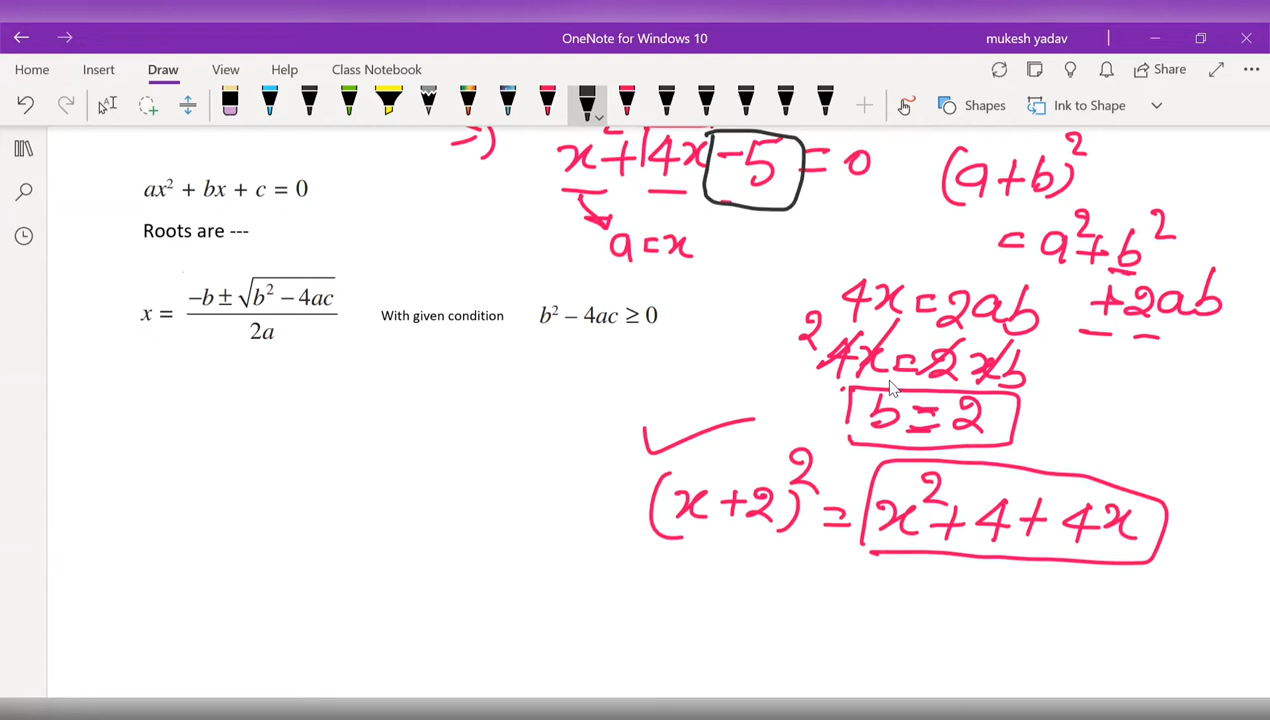 OneNote for Windows 10
mukesh yadav
Home Insert Draw View Help Class Notebook
Share
Shapes
Ink to Shape
ax² + bx + c = 0
Roots are ---
x = (-b ± √(b² - 4ac)) / 2a
With given condition b² - 4ac ≥ 0
=) x² + 4x - 5 = 0
a = x
(a+b)²
= a² + b²
+ 2ab
4x = 2ab
2 4x = 2xb
b = 2
(x+2)² = x² + 4 + 4x